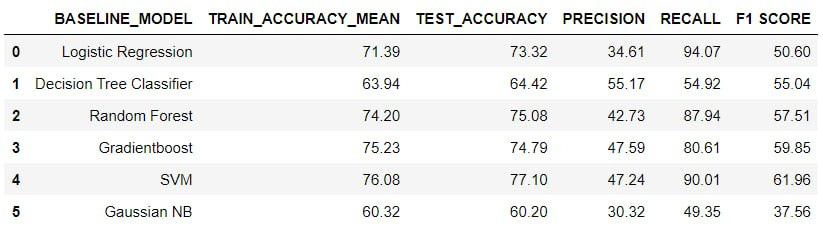 BASELINE_MODEL TRAIN_ACCURACY_MEAN TEST_ACCURACY PRECISION RECALL F1 SCORE
0 Logistic Regression 71.39 73.32 34.61 94.07 50.60
1 Decision Tree Classifier 63.94 64.42 55.17 54.92 55.04
2 Random Forest 74.20 75.08 42.73 87.94 57.51
3 Gradientboost 75.23 74.79 47.59 80.61 59.85
4 SVM 76.08 77.10 47.24 90.01 61.96
5 Gaussian NB 60.32 60.20 30.32 49.35 37.56